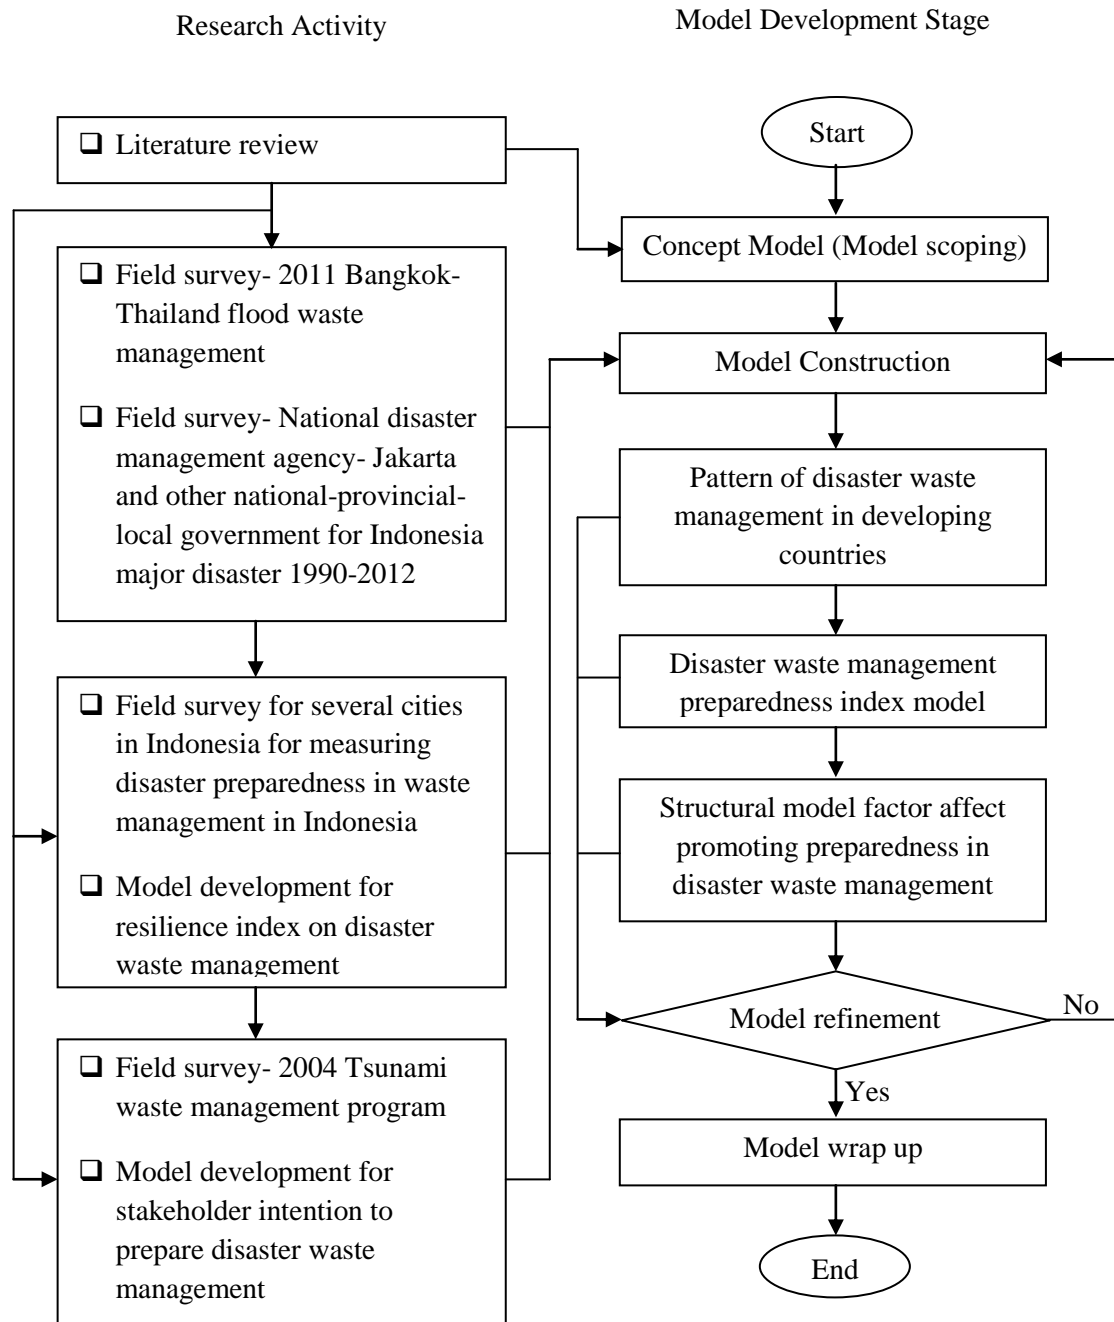 Research Activity
Model Development Stage
❑ Literature review
❑ Field survey- 2011 Bangkok-
Thailand flood waste
management
❑ Field survey- National disaster
management agency- Jakarta
and other national-provincial-
local government for Indonesia
major disaster 1990-2012
❑ Field survey for several cities
in Indonesia for measuring
disaster preparedness in waste
management in Indonesia
❑ Model development for
resilience index on disaster
waste management
❑ Field survey- 2004 Tsunami
waste management program
❑ Model development for
stakeholder intention to
prepare disaster waste
management
Start
Concept Model (Model scoping)
Model Construction
Pattern of disaster waste
management in developing
countries
Disaster waste management
preparedness index model
Structural model factor affect
promoting preparedness in
disaster waste management
Model refinement
No
Yes
Model wrap up
End